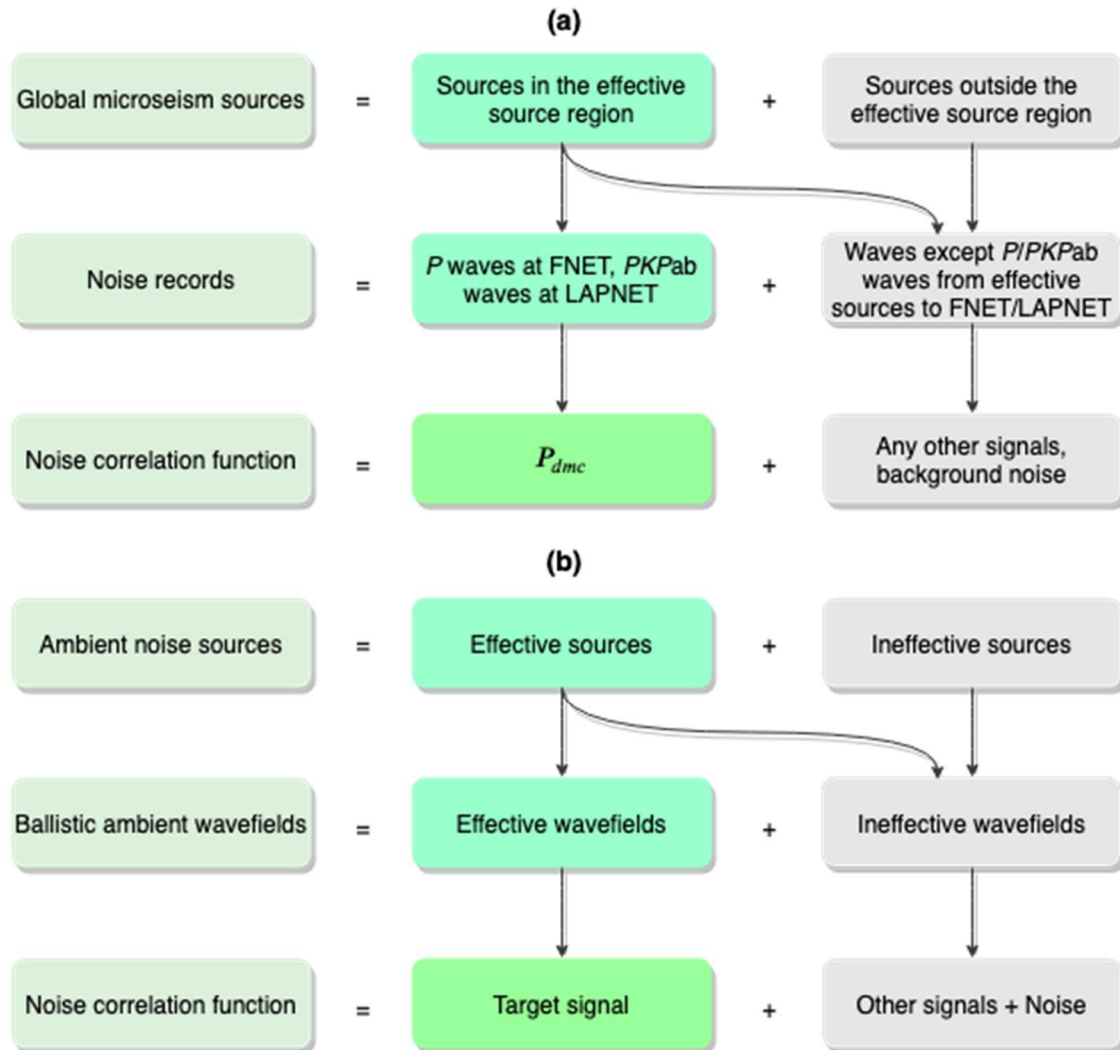 (a)
Global microseism sources
=
Sources in the effective
source region
+
Sources outside the
effective source region
Noise records
=
P waves at FNET, PKPab
waves at LAPNET
+
Waves except P/PKPab
waves from effective
sources to FNET/LAPNET
Noise correlation function
=
Pdmc
+
Any other signals,
background noise
(b)
Ambient noise sources
=
Effective sources
+
Ineffective sources
Ballistic ambient wavefields
=
Effective wavefields
+
Ineffective wavefields
Noise correlation function
=
Target signal
+
Other signals + Noise